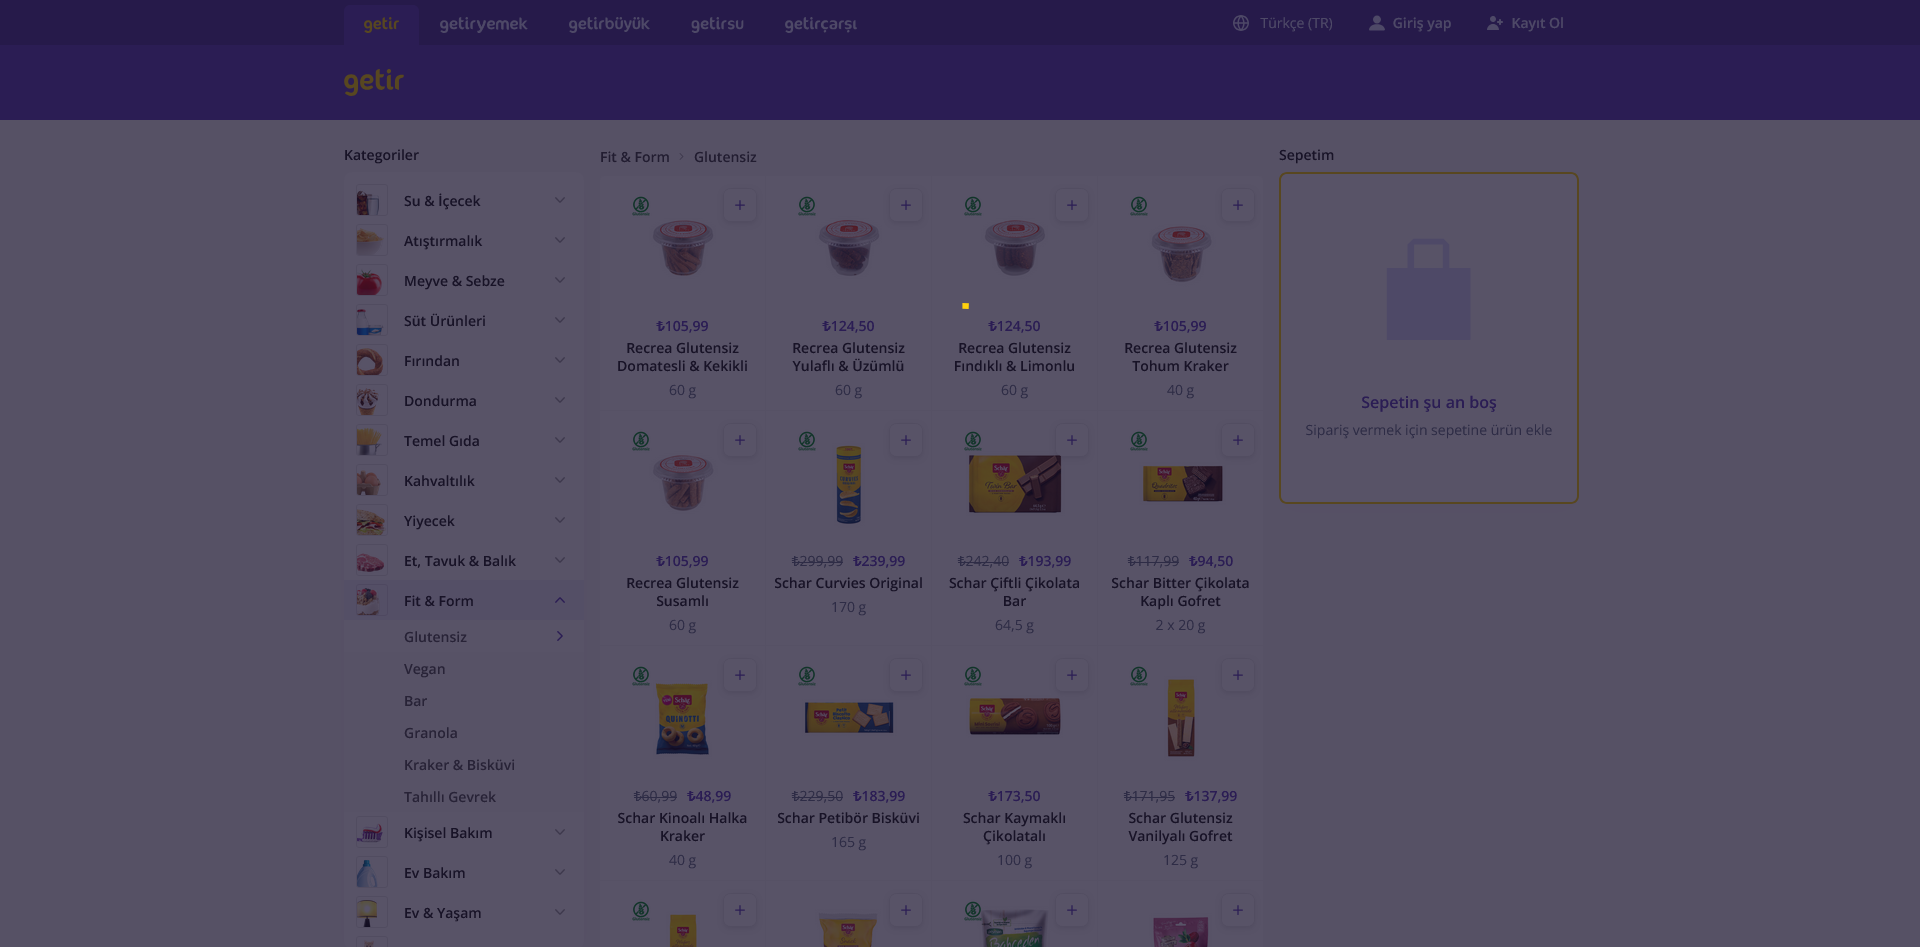 getir
getiryemek
getirbüyük
getirsu
getirçarşı
Türkçe (TR)
Giriş yap
Kayıt Ol
getir
Kategoriler
Su & İçecek
Atıştırmalık
Meyve & Sebze
Süt Ürünleri
Fırından
Dondurma
Temel Gıda
Kahvaltılık
Yiyecek
Et, Tavuk & Balık
Fit & Form
Glutensiz
Vegan
Bar
Granola
Kraker & Bisküvi
Tahıllı Gevrek
Kişisel Bakım
Ev Bakım
Ev & Yaşam
Fit & Form
Glutensiz
₺105,99
Recrea Glutensiz
Domatesli & Kekikli
60 g
₺124,50
Recrea Glutensiz
Yulaflı & Üzümlü
60 g
₺124,50
Recrea Glutensiz
Fındıklı & Limonlu
60 g
₺105,99
Recrea Glutensiz
Tohum Kraker
40 g
₺105,99
Recrea Glutensiz
Susamlı
60 g
₺299,99 ₺239,99
Schar Curvies Original
170 g
₺242,40 ₺193,99
Schar Çiftli Çikolata
Bar
64,5 g
₺117,99 ₺94,50
Schar Bitter Çikolata
Kaplı Gofret
2 x 20 g
Schär
QUINOTTI
₺60,99 ₺48,99
Schar Kinoalı Halka
Kraker
40 g
₺229,50 ₺183,99
Schar Petibör Bisküvi
165 g
₺173,50
Schar Kaymaklı
Çikolatalı
100 g
₺171,95 ₺137,99
Schar Glutensiz
Vanilyalı Gofret
125 g
Sepetim
Sepetin şu an boş
Sipariş vermek için sepetine ürün ekle